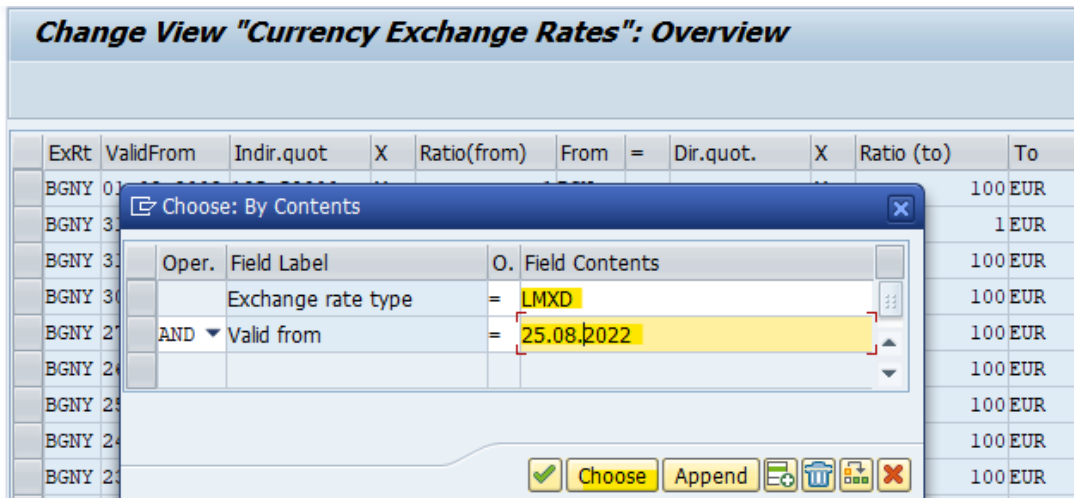 Change View "Currency Exchange Rates": Overview
ExRt ValidFrom Indir.quot X Ratio(from) From = Dir.quot. X Ratio (to) To
BGNY 01 100 EUR
Choose: By Contents
BGNY 1 EUR
BGNY Oper. Field Label O. Field Contents 100 EUR
BGNY Exchange rate type = LMXD 100 EUR
BGNY AND Valid from = 25.08.2022 100 EUR
BGNY 100 EUR
BGNY 100 EUR
BGNY 100 EUR
BGNY Choose Append 100 EUR